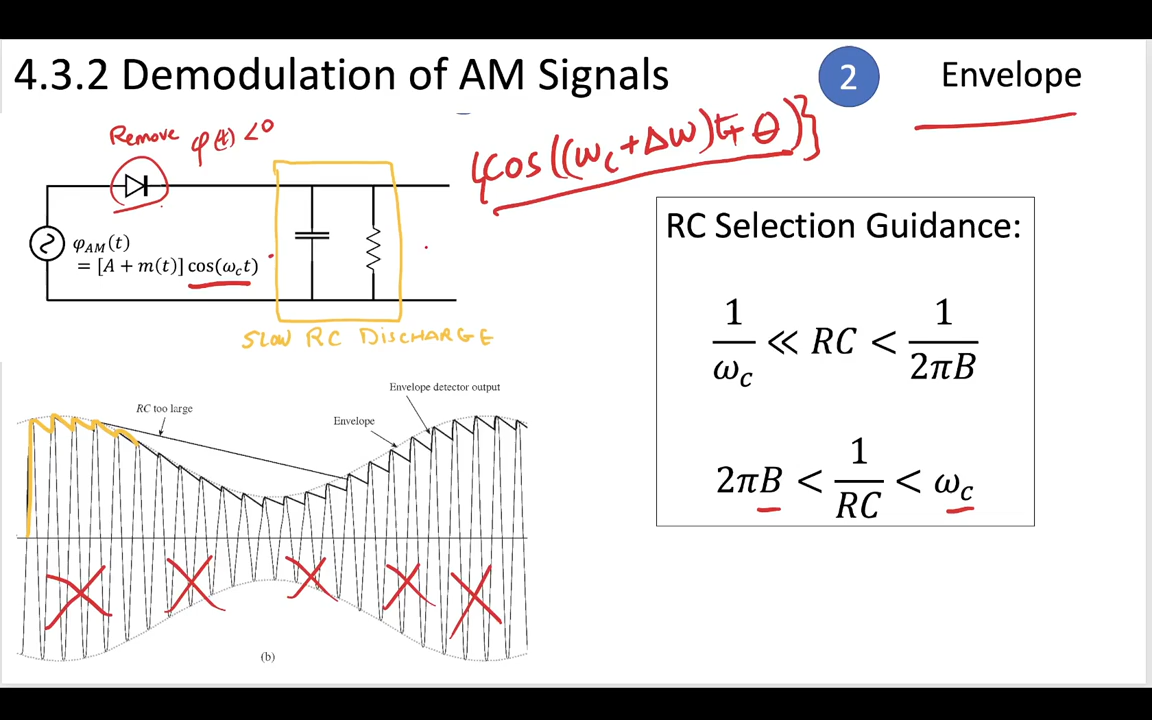 4.3.2 Demodulation of AM Signals
2
Envelope
Remove φ(t) <0
{cos((ωc+Δω)t+θ)}
φAM(t)
= [A + m(t)] cos(ωct)
SLOW RC DISCHARGE
RC Selection Guidance:
1/ωc ≪ RC < 1/2πB
2πB < 1/RC < ωc
Envelope detector output
RC too large
Envelope
(b)